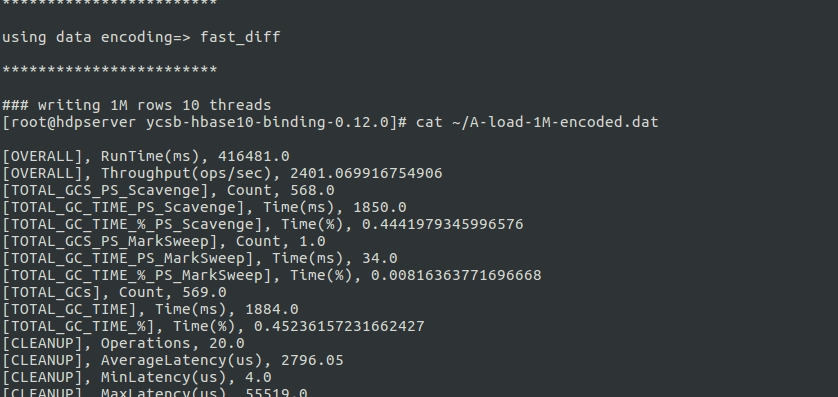 ************************
using data encoding=> fast_diff
************************
### writing 1M rows 10 threads
[root@hdpserver ycsb-hbase10-binding-0.12.0]# cat ~/A-load-1M-encoded.dat
[OVERALL], RunTime(ms), 416481.0
[OVERALL], Throughput(ops/sec), 2401.069916754906
[TOTAL_GCS_PS_Scavenge], Count, 568.0
[TOTAL_GC_TIME_PS_Scavenge], Time(ms), 1850.0
[TOTAL_GC_TIME_%_PS_Scavenge], Time(%), 0.4441979345996576
[TOTAL_GCS_PS_MarkSweep], Count, 1.0
[TOTAL_GC_TIME_PS_MarkSweep], Time(ms), 34.0
[TOTAL_GC_TIME_%_PS_MarkSweep], Time(%), 0.00816363771696668
[TOTAL_GCs], Count, 569.0
[TOTAL_GC_TIME], Time(ms), 1884.0
[TOTAL_GC_TIME_%], Time(%), 0.45236157231662427
[CLEANUP], Operations, 20.0
[CLEANUP], AverageLatency(us), 2796.05
[CLEANUP], MinLatency(us), 4.0
[CLEANUP], MaxLatency(us), 55519.0